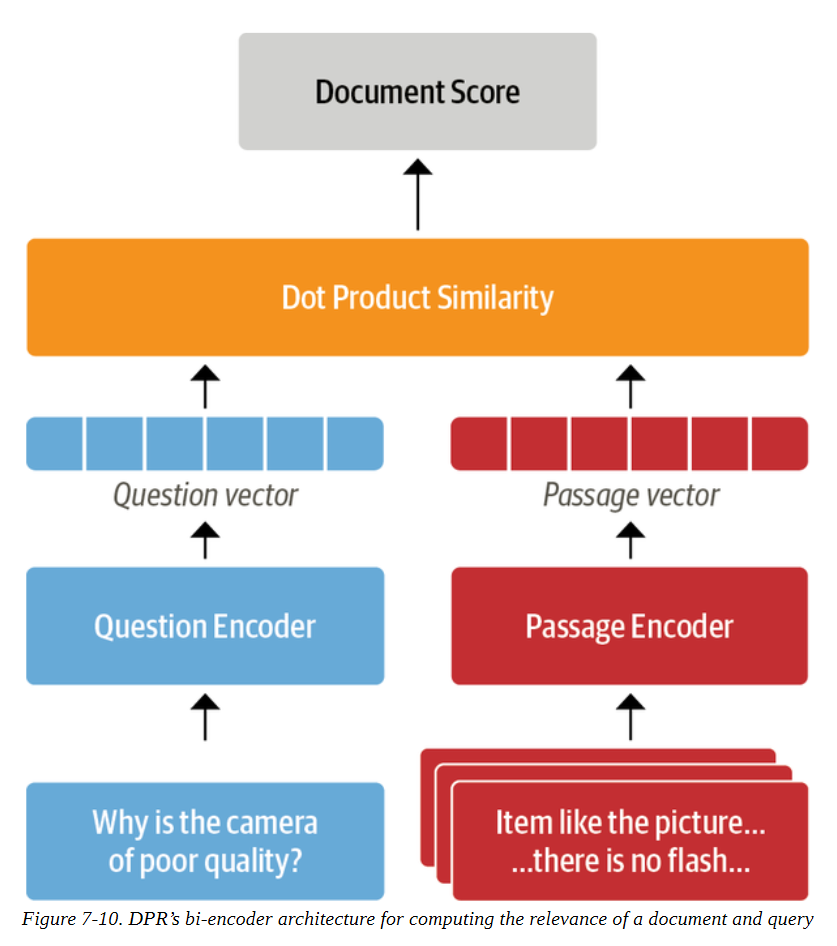 Document Score
Dot Product Similarity
Question vector
Passage vector
Question Encoder
Passage Encoder
Why is the camera
of poor quality?
Item like the picture...
...there is no flash...
Figure 7-10. DPR's bi-encoder architecture for computing the relevance of a document and query